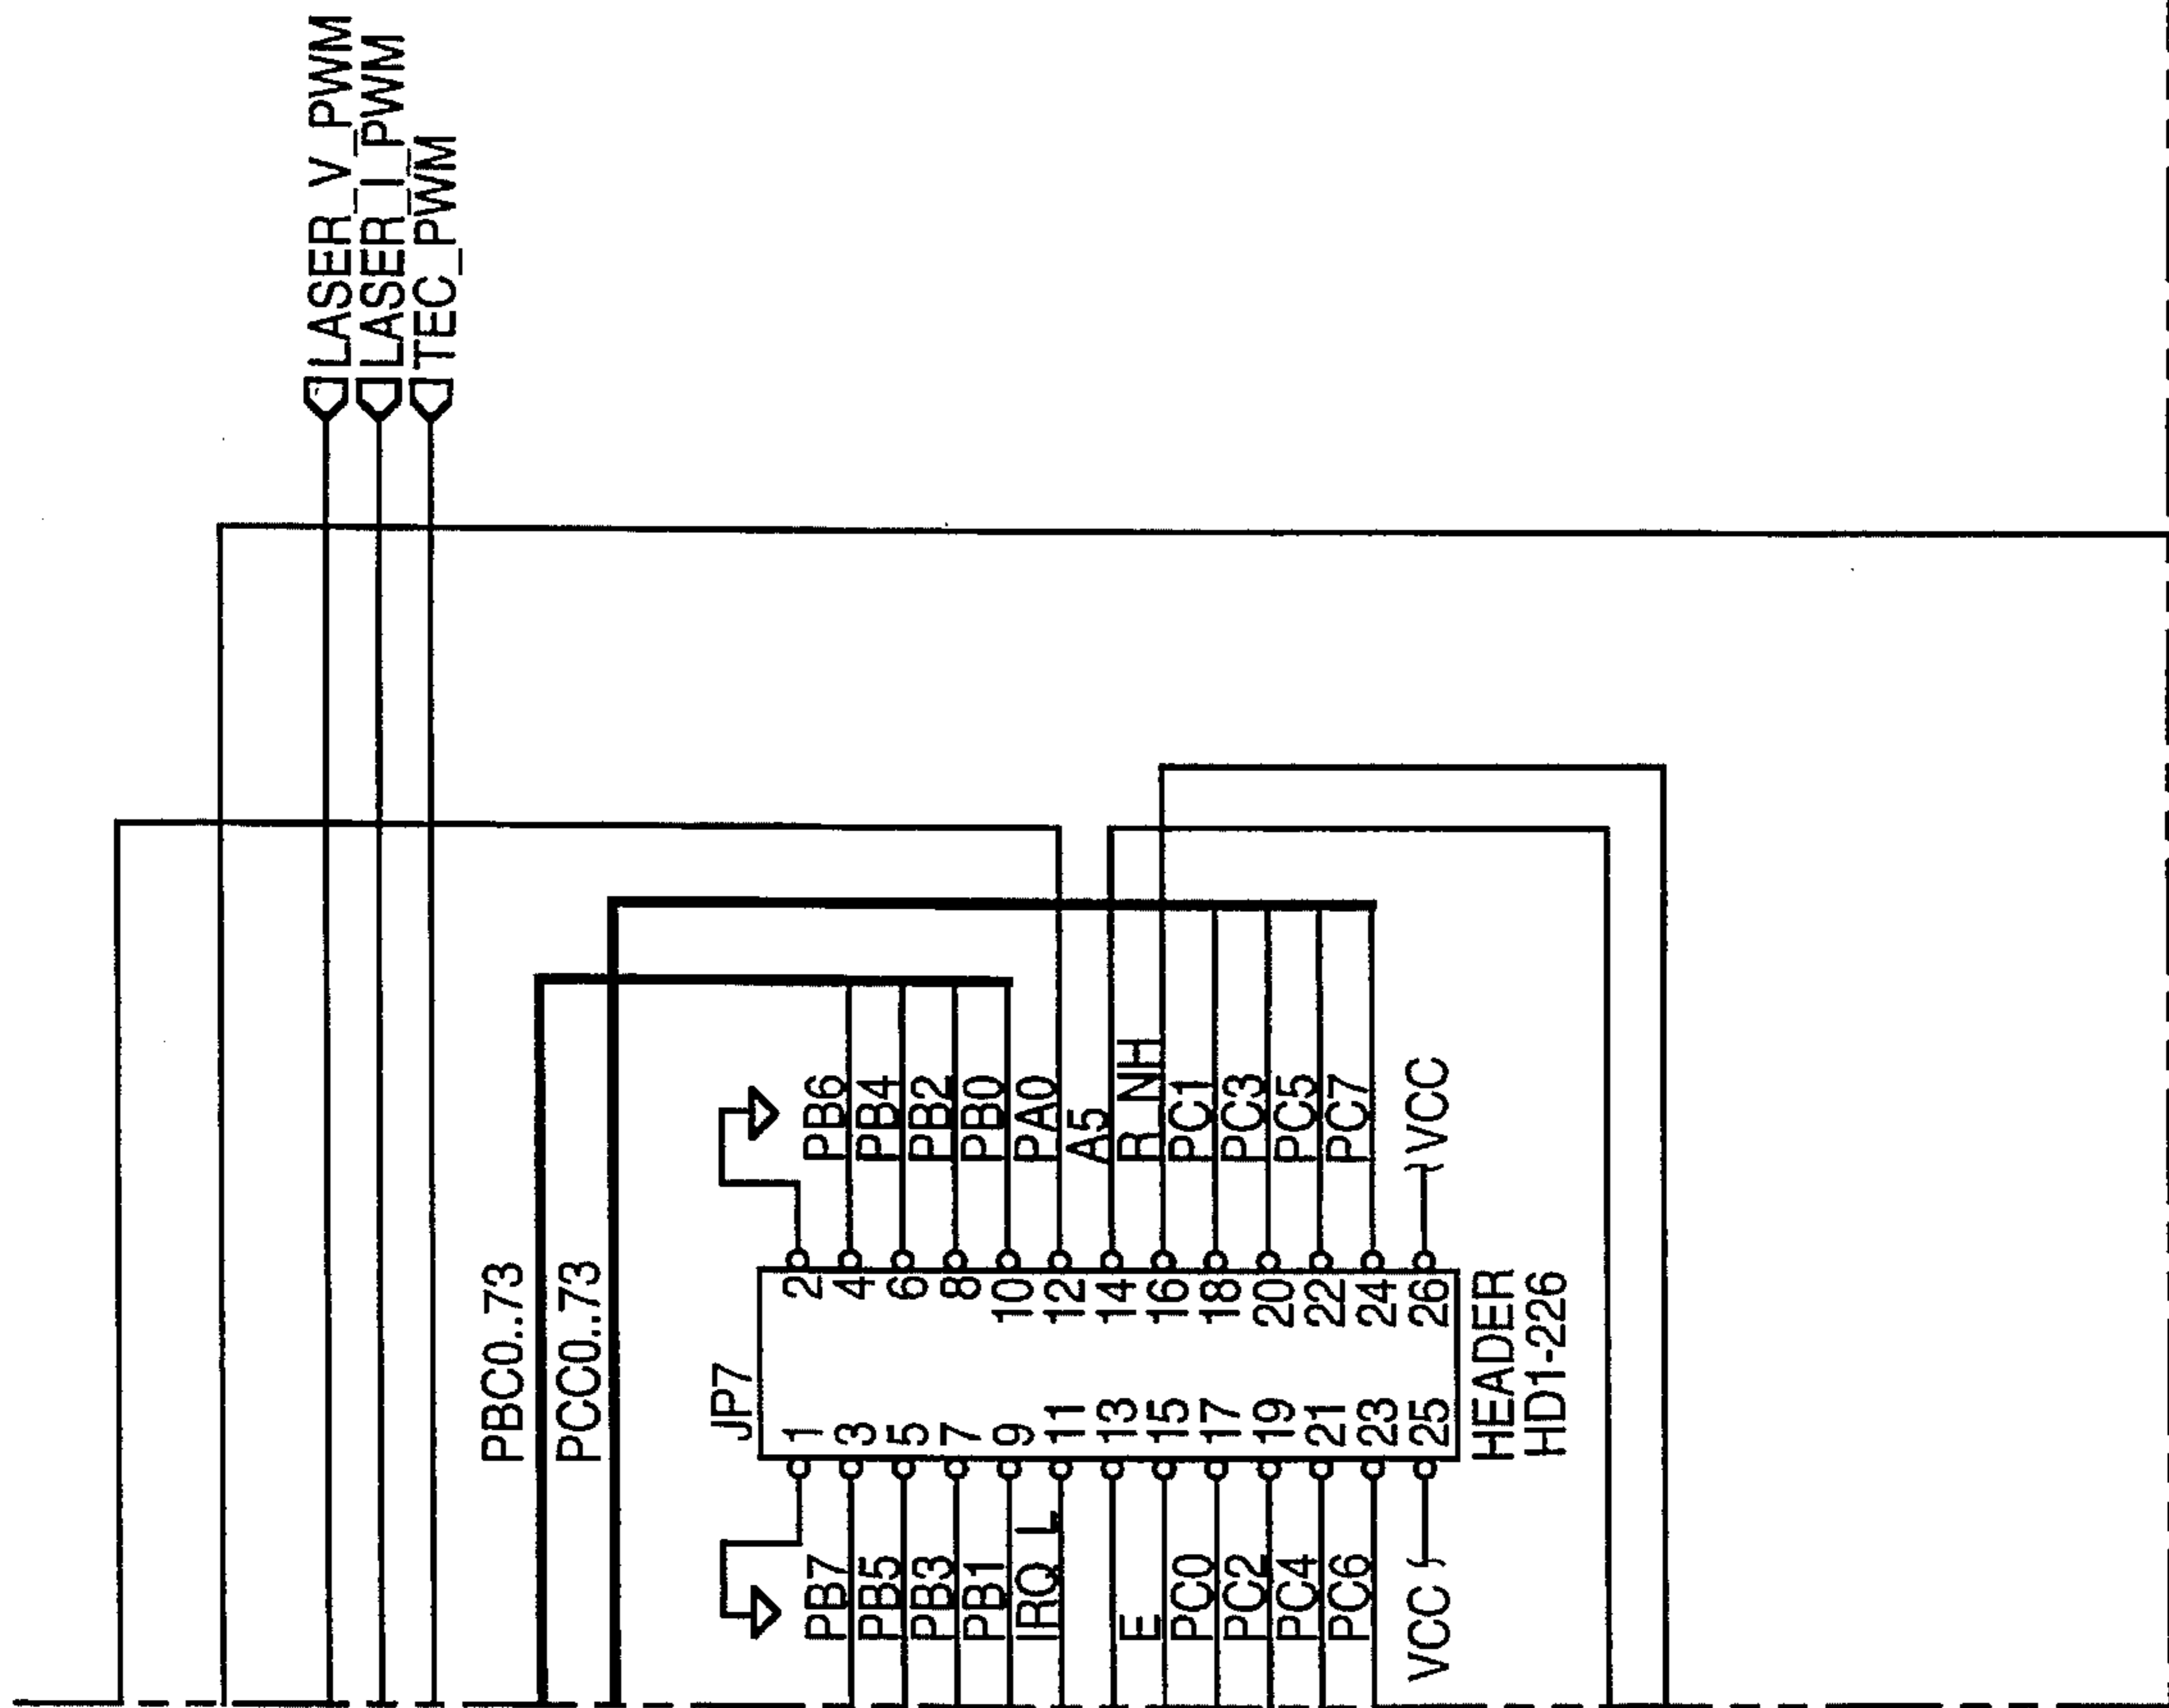 LASER_V_PWM
LASER_I_PWM
TEC_PWM
PBC0..73
PCC0..73
JP7
1 2
3 4
5 6
7 8
9 10
11 12
13 14
15 16
17 18
19 20
21 22
23 24
25 26
HEADER
HD1-226
PB7
PB5
PB3
PB1
IRQ_L
E
PC0
PC2
PC4
PC6
VCC
PB6
PB4
PB2
PB0
PA0
A5
R_NH
PC1
PC3
PC5
PC7
VCC